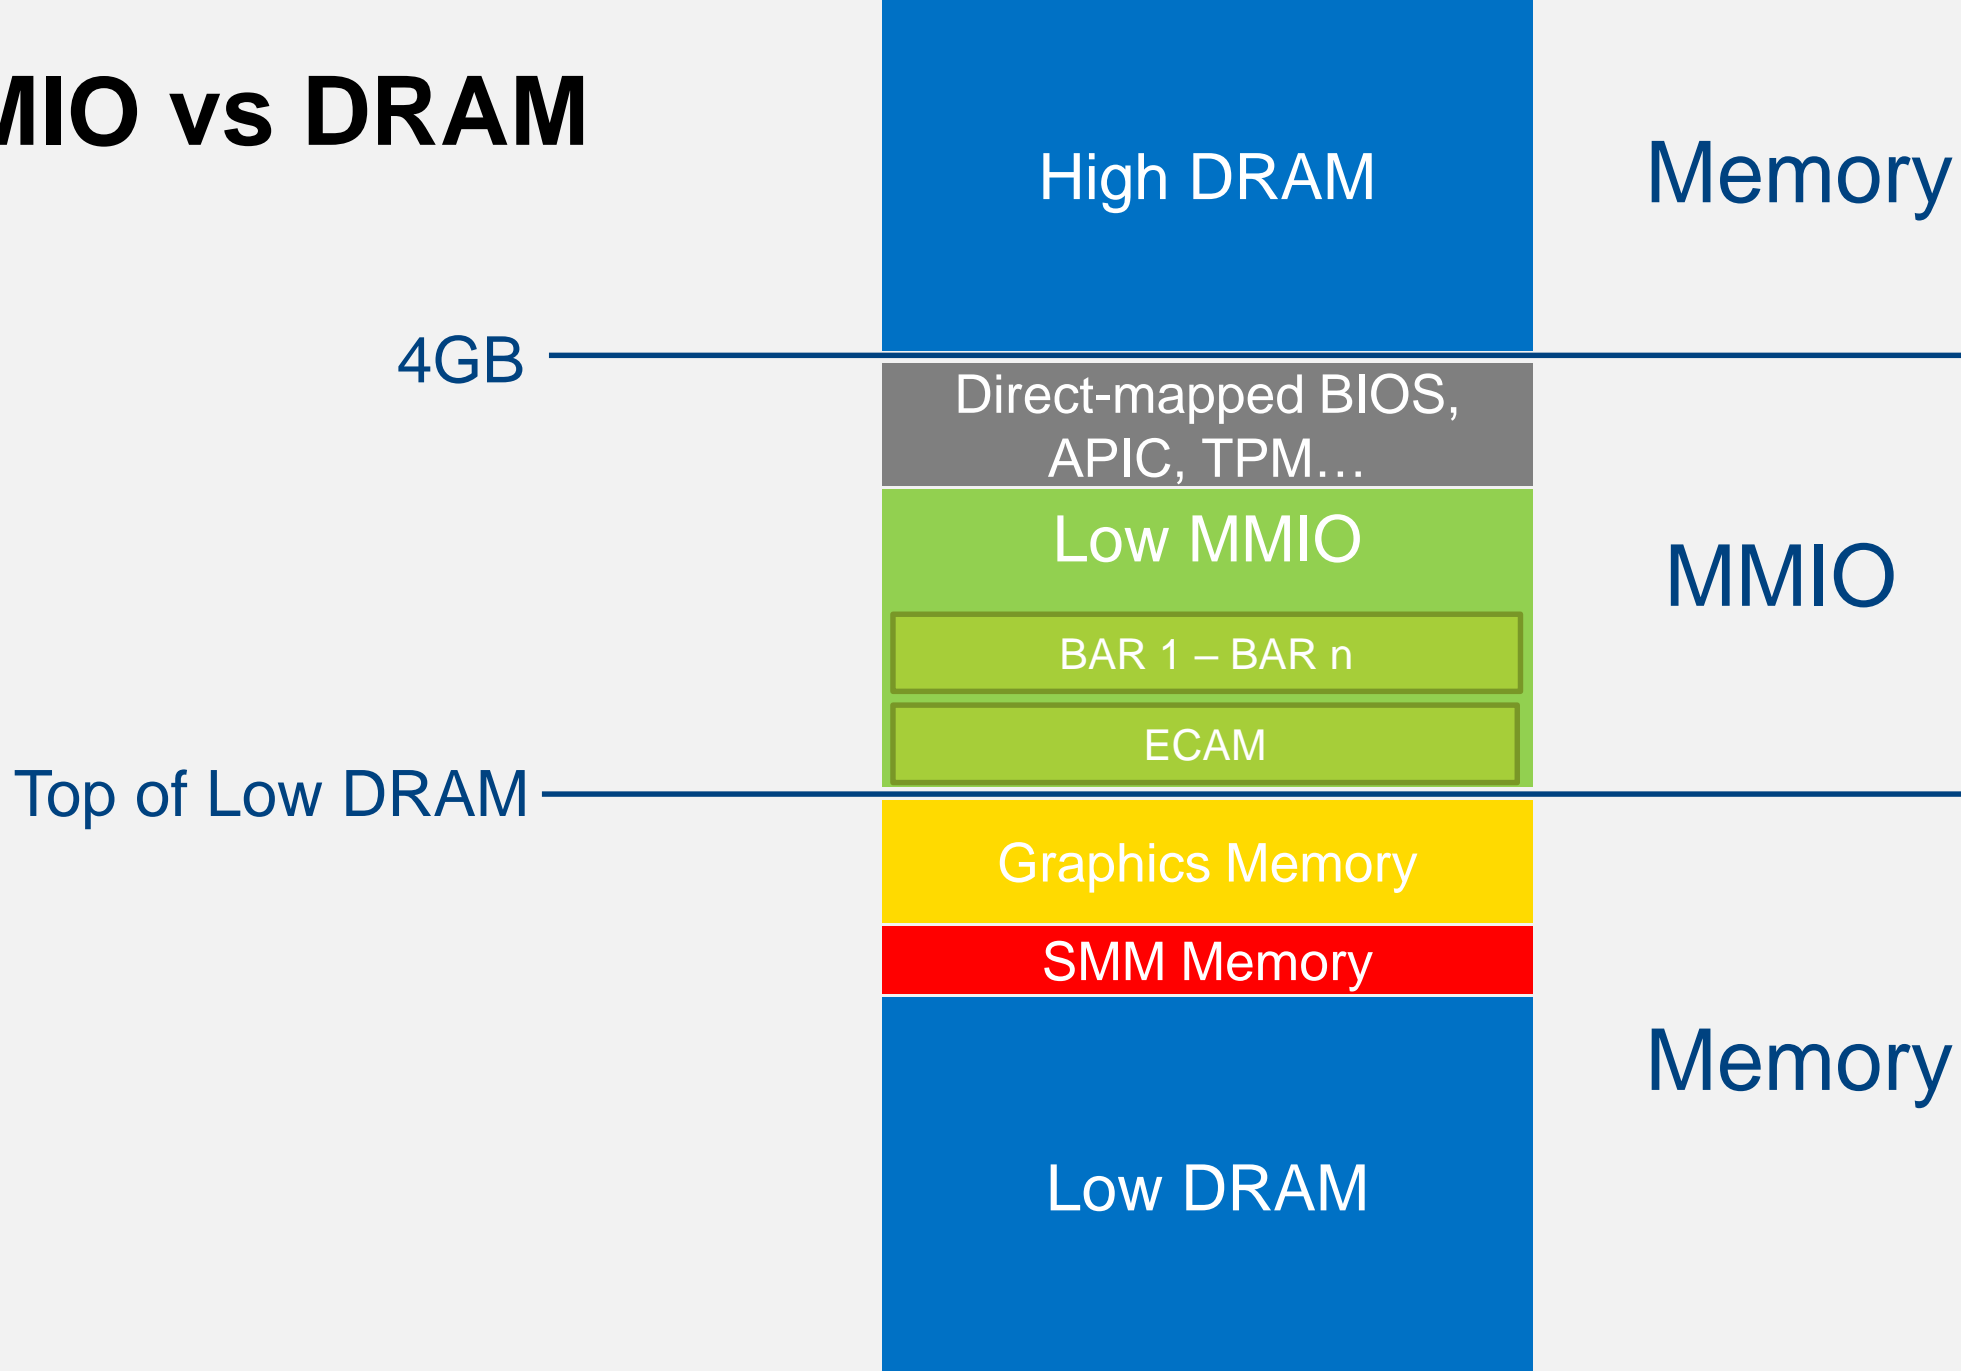 MIO vs DRAM
High DRAM
Memory
4GB
Direct-mapped BIOS,
APIC, TPM…
Low MMIO
MMIO
BAR 1 – BAR n
ECAM
Top of Low DRAM
Graphics Memory
SMM Memory
Memory
Low DRAM